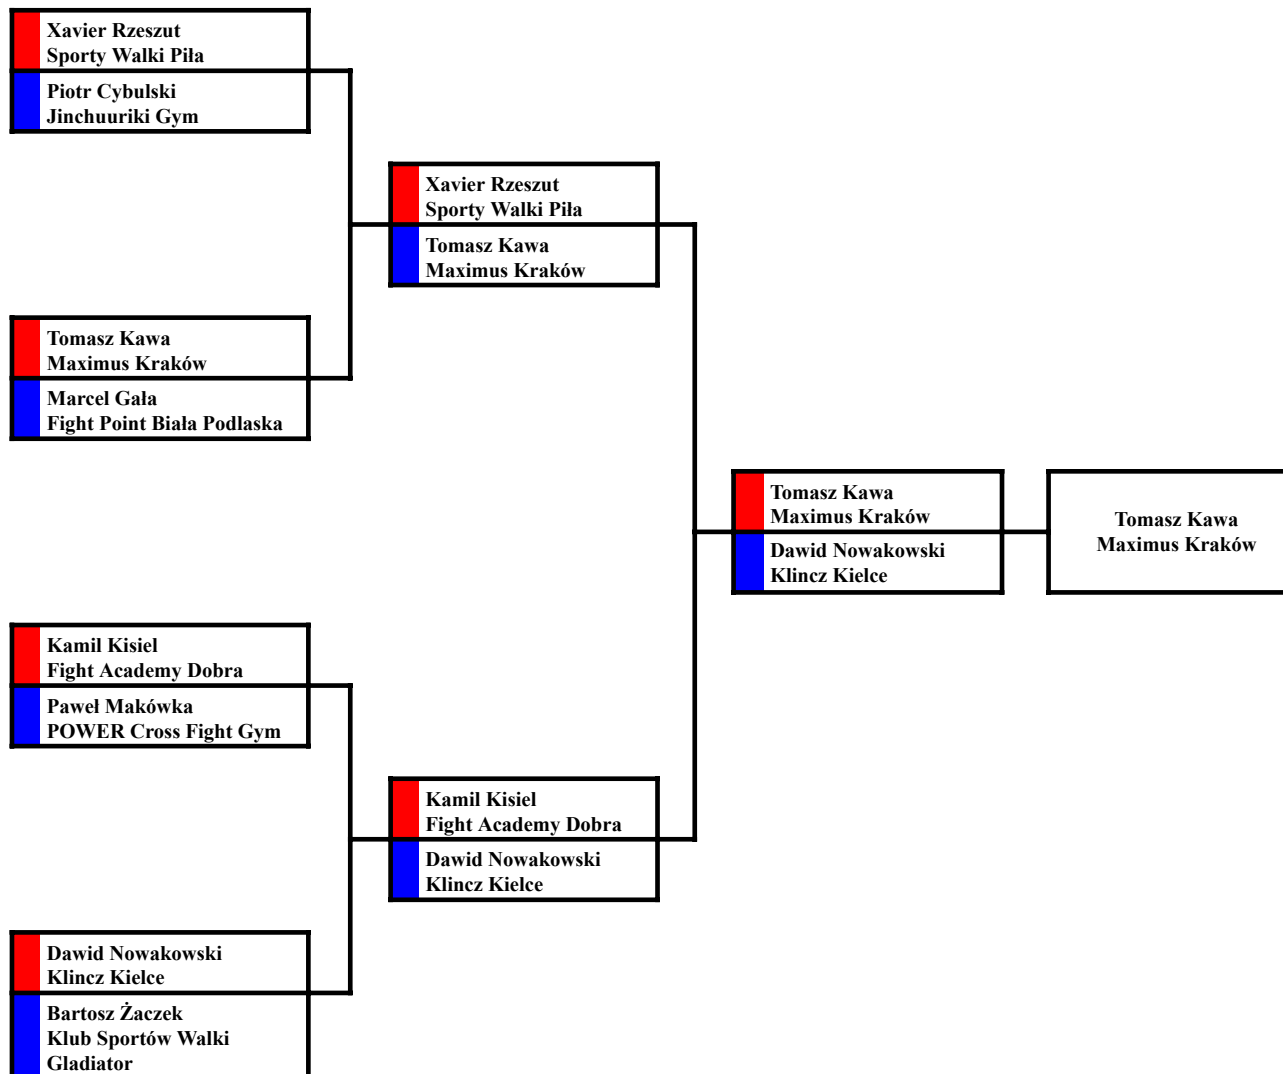 Xavier Rzeszut
Sporty Walki Piła
Piotr Cybulski
Jinchuuriki Gym
Xavier Rzeszut
Sporty Walki Piła
Tomasz Kawa
Maximus Kraków
Tomasz Kawa
Maximus Kraków
Marcel Gała
Fight Point Biała Podlaska
Tomasz Kawa
Maximus Kraków
Dawid Nowakowski
Klincz Kielce
Tomasz Kawa
Maximus Kraków
Kamil Kisiel
Fight Academy Dobra
Paweł Makówka
POWER Cross Fight Gym
Kamil Kisiel
Fight Academy Dobra
Dawid Nowakowski
Klincz Kielce
Dawid Nowakowski
Klincz Kielce
Bartosz Żaczek
Klub Sportów Walki
Gladiator